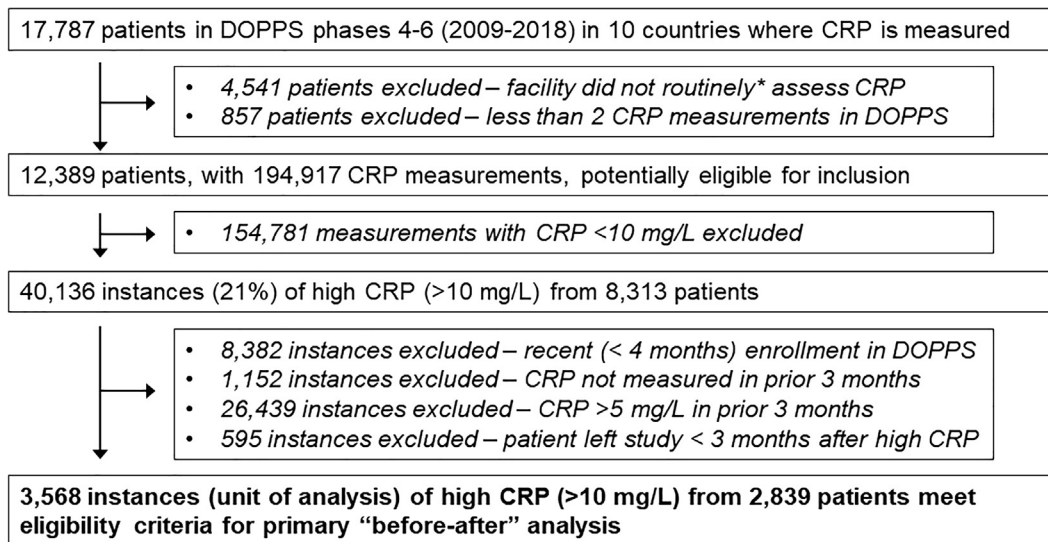 17,787 patients in DOPPS phases 4-6 (2009-2018) in 10 countries where CRP is measured
• 4,541 patients excluded – facility did not routinely* assess CRP
• 857 patients excluded – less than 2 CRP measurements in DOPPS
12,389 patients, with 194,917 CRP measurements, potentially eligible for inclusion
• 154,781 measurements with CRP <10 mg/L excluded
40,136 instances (21%) of high CRP (>10 mg/L) from 8,313 patients
• 8,382 instances excluded – recent (< 4 months) enrollment in DOPPS
• 1,152 instances excluded – CRP not measured in prior 3 months
• 26,439 instances excluded – CRP >5 mg/L in prior 3 months
• 595 instances excluded – patient left study < 3 months after high CRP
3,568 instances (unit of analysis) of high CRP (>10 mg/L) from 2,839 patients meet
eligibility criteria for primary “before-after” analysis